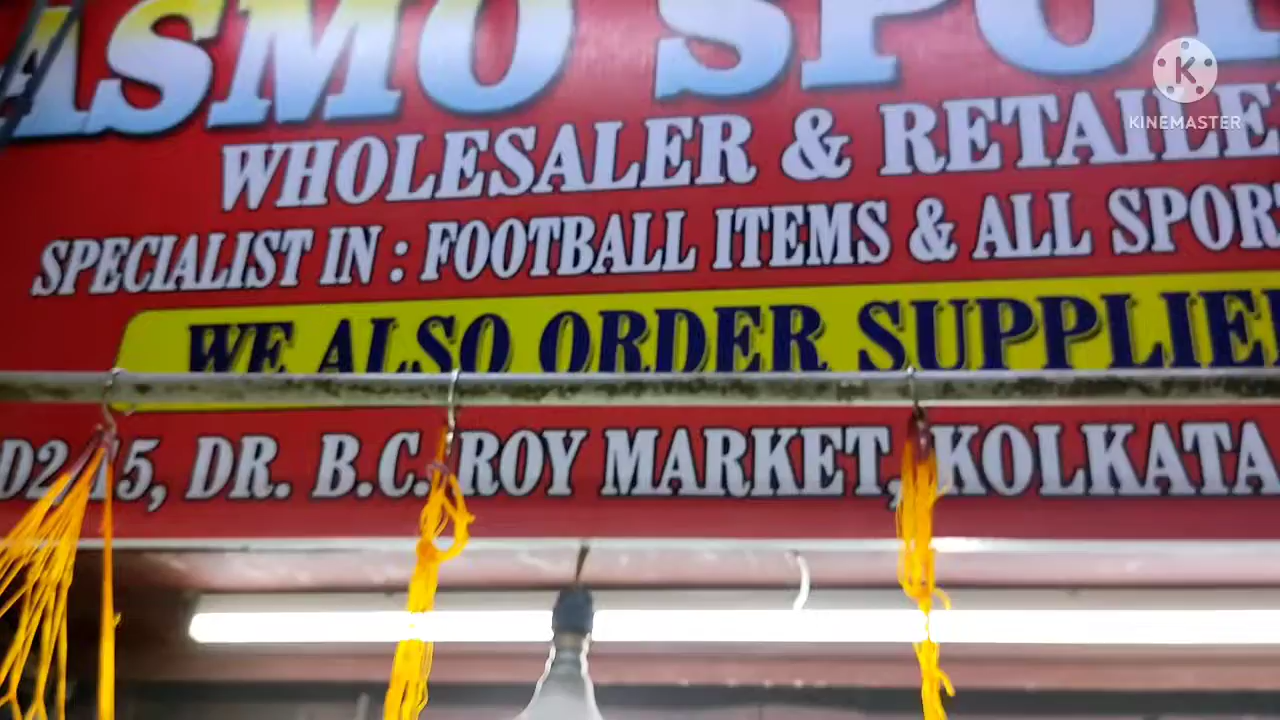 ASMO SPO
WHOLESALER & RETAILE
SPECIALIST IN : FOOTBALL ITEMS & ALL SPOR
WE ALSO ORDER SUPPLIE
DR. B.C. ROY MARKET, KOLKATA
KINEMASTER